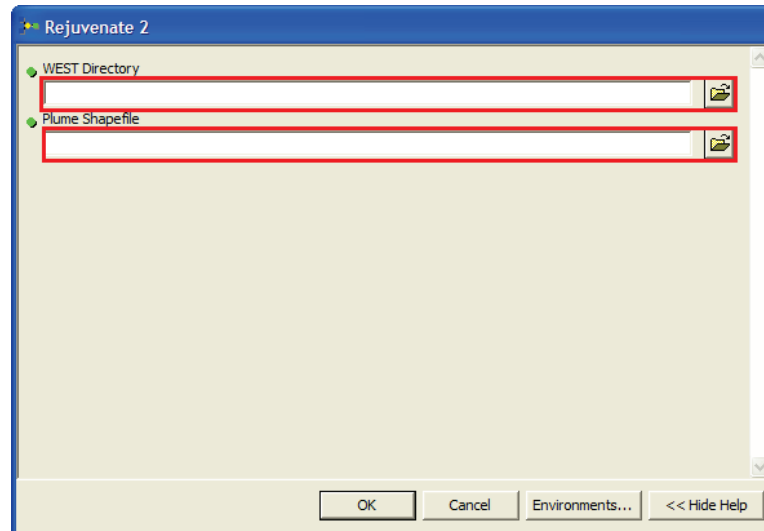 Rejuvenate 2
WEST Directory
Plume Shapefile
OK Cancel Environments... << Hide Help